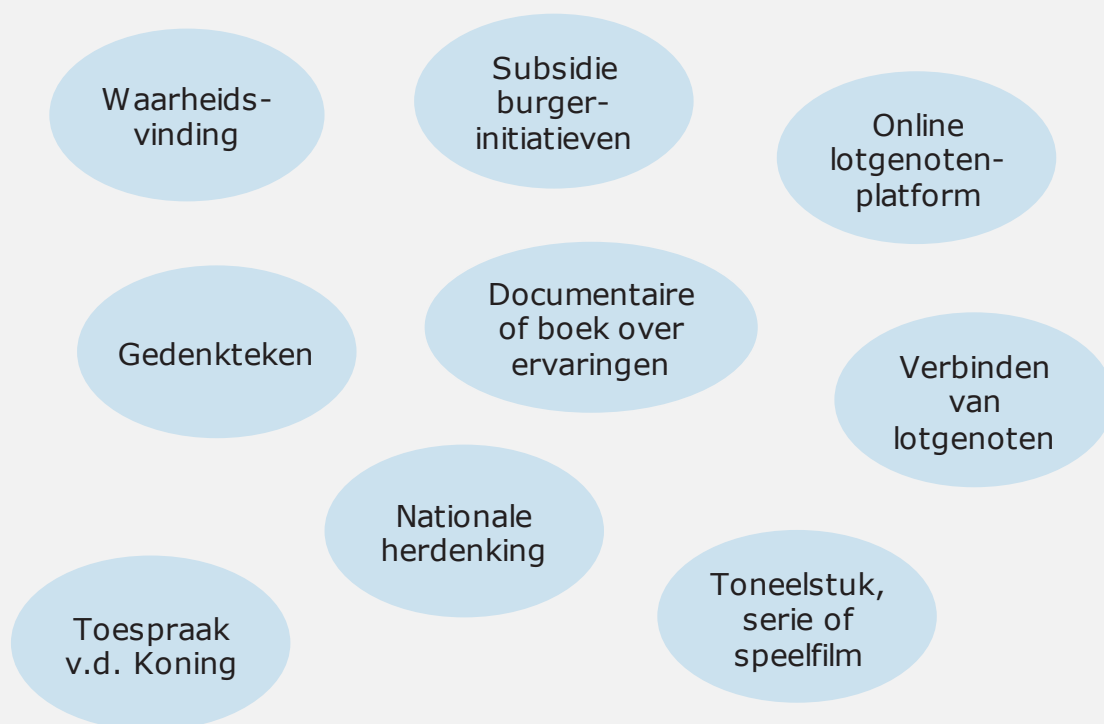 Waarheids-
vinding
Subsidie
burger-
initiatieven
Online
lotgenoten-
platform
Gedenkteken
Documentaire
of boek over
ervaringen
Verbinden
van
lotgenoten
Nationale
herdenking
Toespraak
v.d. Koning
Toneelstuk,
serie of
speelfilm